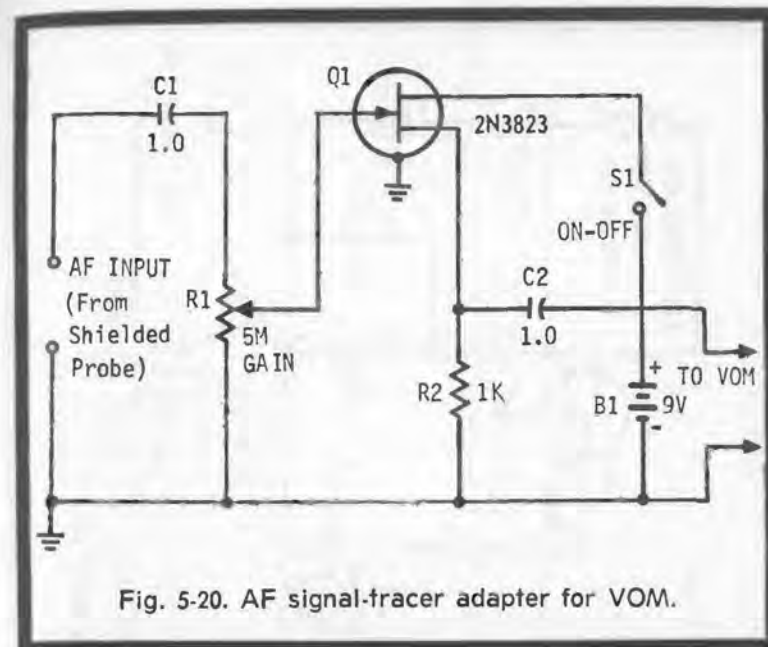 C1
1.0
Q1
2N3823
S1
ON-OFF
AF INPUT
(From
Shielded
Probe)
R1
5M
GAIN
C2
1.0
R2
1K
+
TO VOM
B1
9V
-
Fig. 5-20. AF signal-tracer adapter for VOM.